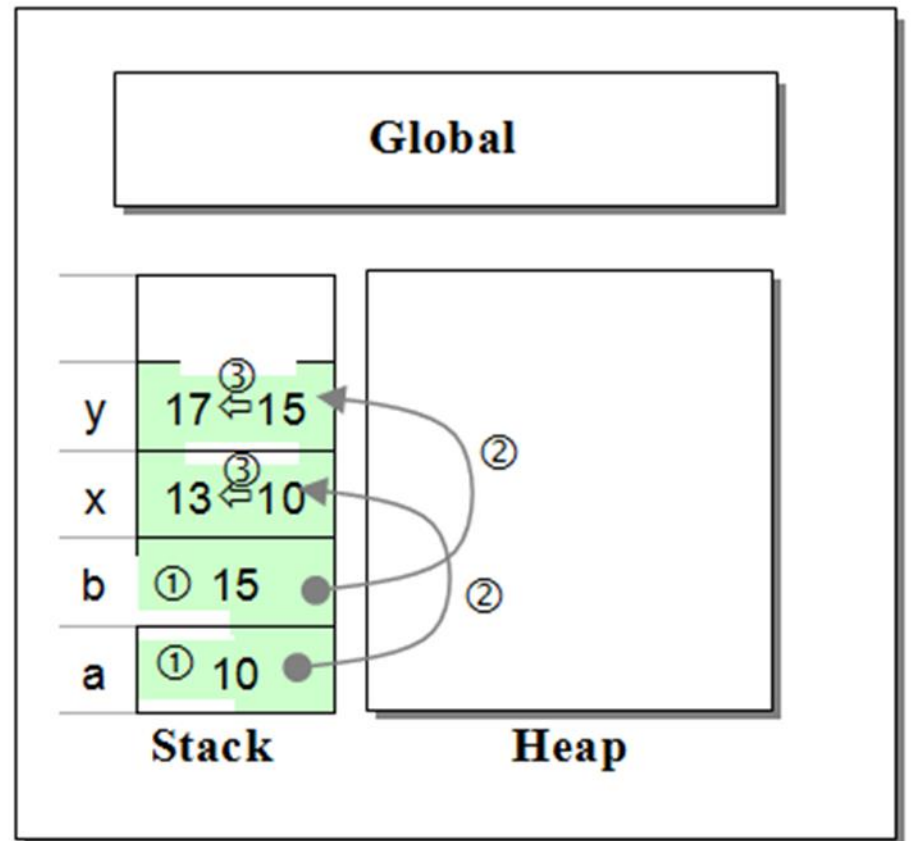 Global
③
y 17⇦15
②
③
x 13⇦10
b ① 15
②
a ① 10
Stack Heap